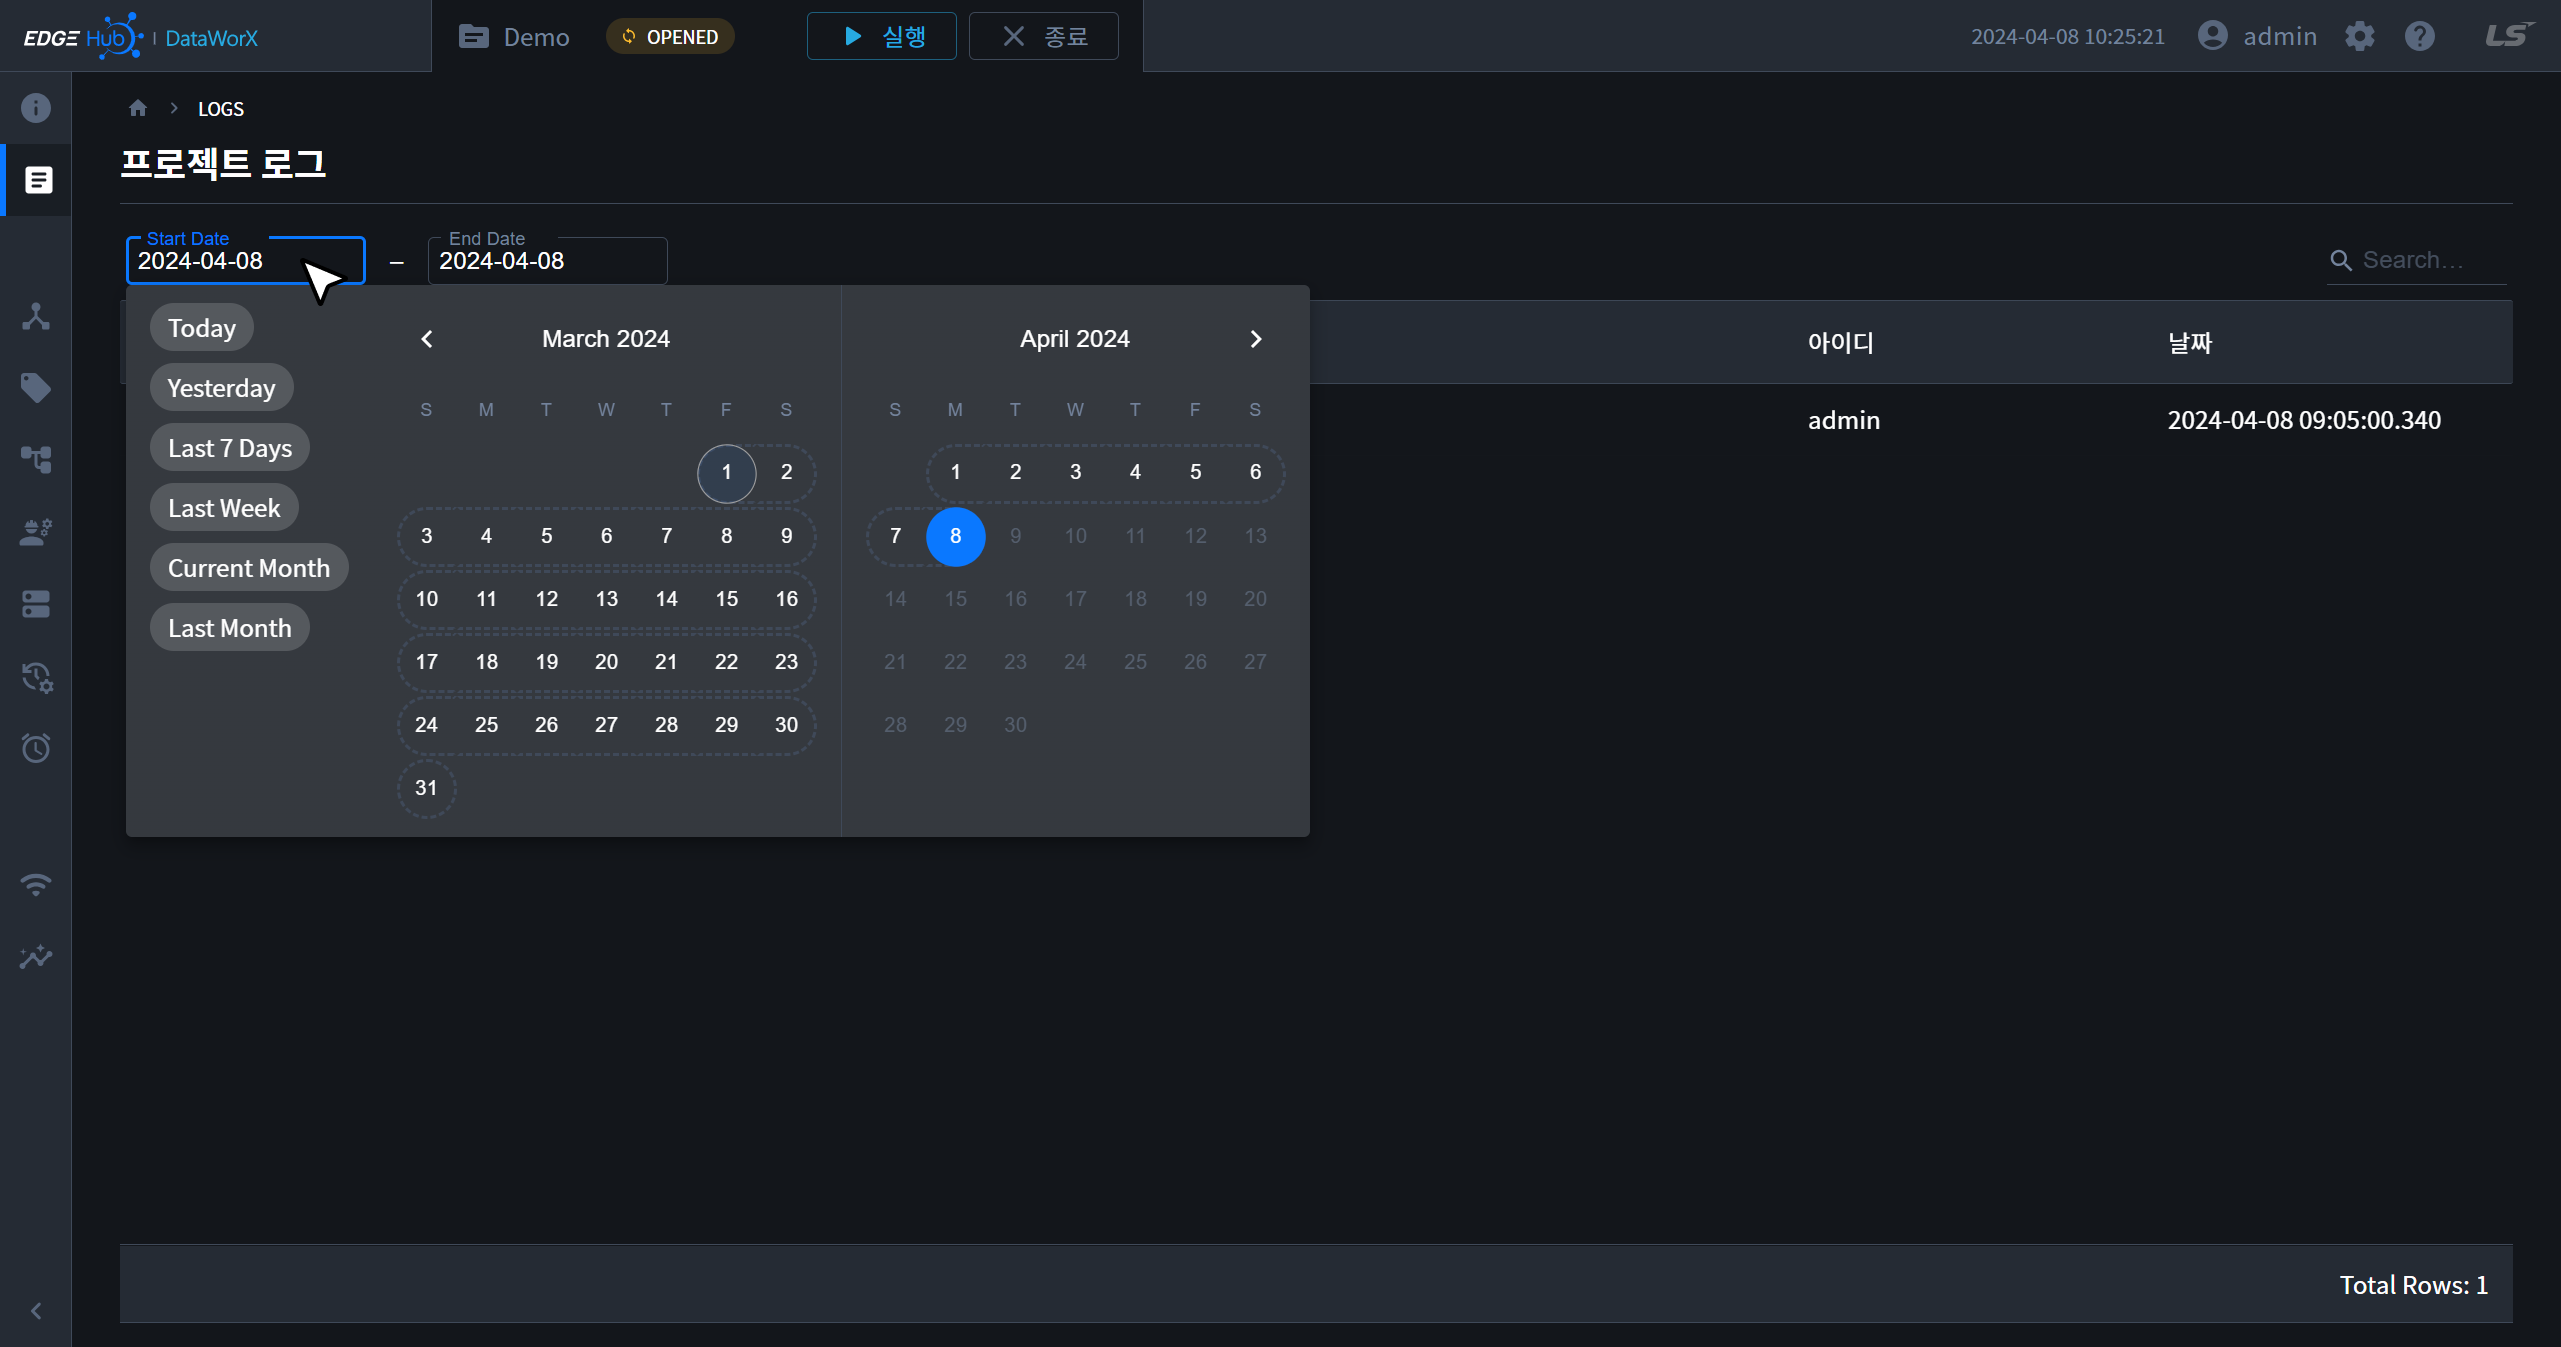 EDGE Hub | DataWorX
Demo
OPENED
실행
종료
2024-04-08 10:25:21
admin
LS
LOGS
프로젝트 로그
Start Date
2024-04-08
–
End Date
2024-04-08
Search…
Today
Yesterday
Last 7 Days
Last Week
Current Month
Last Month
March 2024
S M T W T F S
1 2
3 4 5 6 7 8 9
10 11 12 13 14 15 16
17 18 19 20 21 22 23
24 25 26 27 28 29 30
31
April 2024
S M T W T F S
1 2 3 4 5 6
7 8 9 10 11 12 13
14 15 16 17 18 19 20
21 22 23 24 25 26 27
28 29 30
아이디 날짜
admin 2024-04-08 09:05:00.340
Total Rows: 1